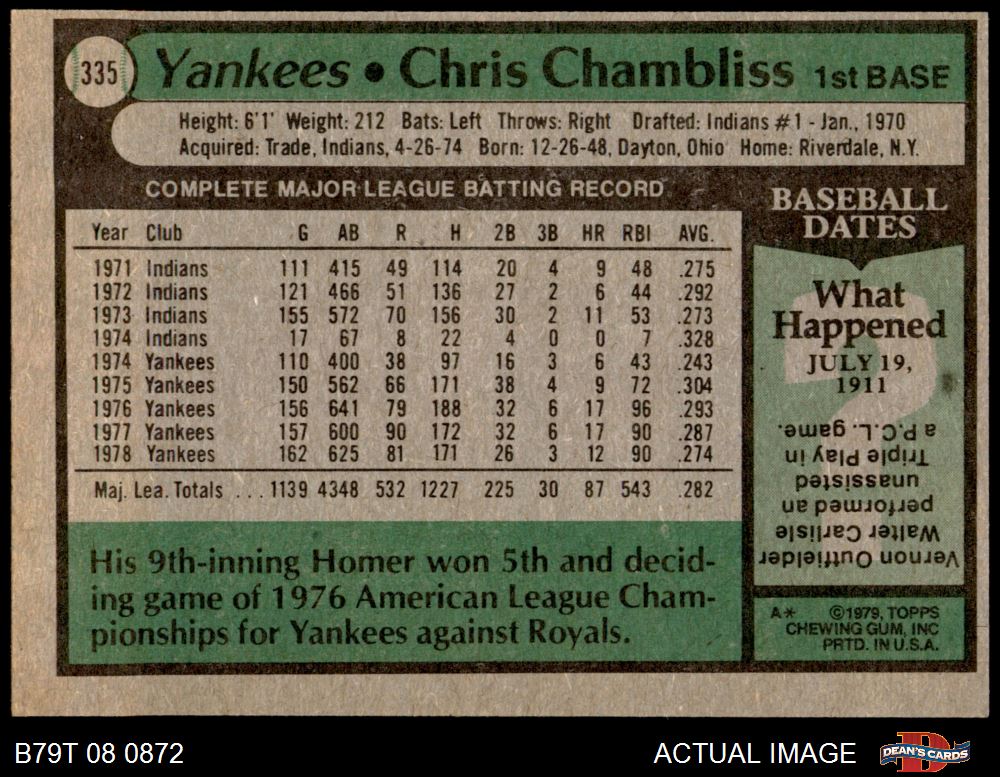 335 Yankees • Chris Chambliss 1st BASE
Height: 6'1' Weight: 212 Bats: Left Throws: Right Drafted: Indians #1 - Jan., 1970
Acquired: Trade, Indians, 4-26-74 Born: 12-26-48, Dayton, Ohio Home: Riverdale, N.Y.
COMPLETE MAJOR LEAGUE BATTING RECORD
Year Club G AB R H 2B 3B HR RBI AVG.
1971 Indians 111 415 49 114 20 4 9 48 .275
1972 Indians 121 466 51 136 27 2 6 44 .292
1973 Indians 155 572 70 156 30 2 11 53 .273
1974 Indians 17 67 8 22 4 0 0 7 .328
1974 Yankees 110 400 38 97 16 3 6 43 .243
1975 Yankees 150 562 66 171 38 4 9 72 .304
1976 Yankees 156 641 79 188 32 6 17 96 .293
1977 Yankees 157 600 90 172 32 6 17 90 .287
1978 Yankees 162 625 81 171 26 3 12 90 .274
Maj. Lea. Totals ... 1139 4348 532 1227 225 30 87 543 .282
His 9th-inning Homer won 5th and decid-
ing game of 1976 American League Cham-
pionships for Yankees against Royals.
BASEBALL
DATES
What
Happened
JULY 19,
1911
Vernon Outfielder
Walter Carlisle
performed an
unassisted
Triple Play in
a P.C.L. game.
A* ©1979, TOPPS
CHEWING GUM, INC
PRTD. IN U.S.A.
B79T 08 0872
ACTUAL IMAGE
DEAN'S CARDS